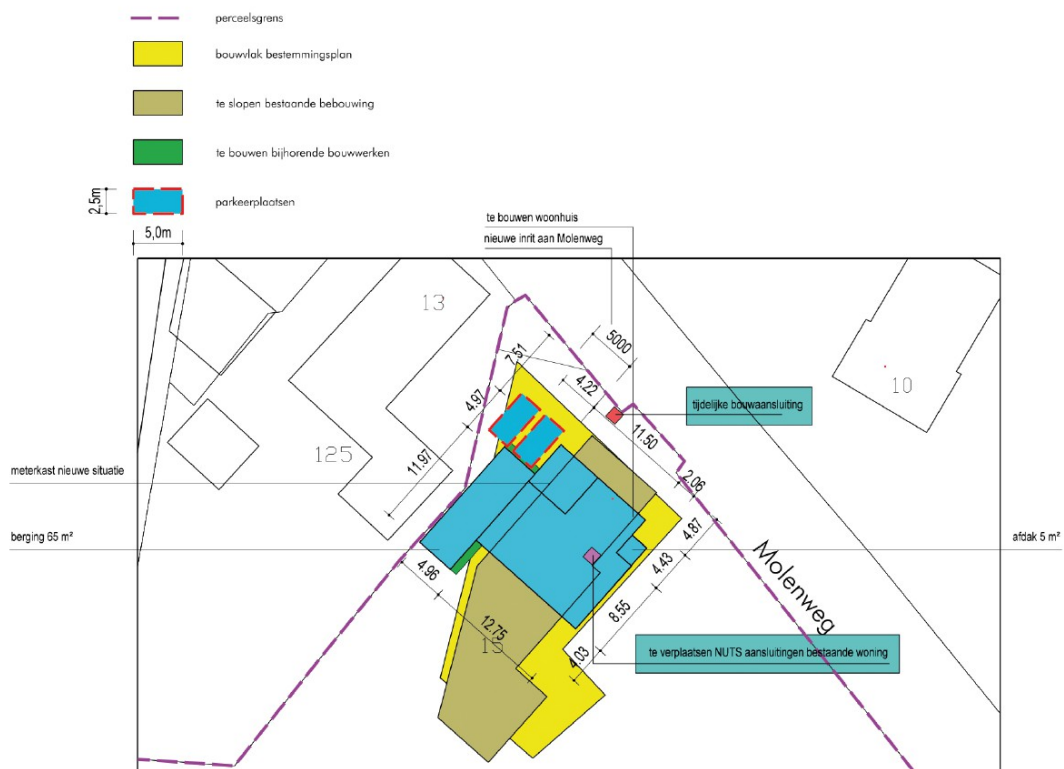 perceelsgrens
bouwvlak bestemmingsplan
te slopen bestaande bebouwing
te bouwen bijhorende bouwwerken
2,5m
parkeerplaatsen
5,0m
te bouwen woonhuis
nieuwe inrit aan Molenweg
13
5000
7.51
4.22
10
4.97
tijdelijke bouwaansluiting
11.50
125
11.97
meterkast nieuwe situatie
2.06
4.87
berging 65 m²
afdak 5 m²
4.43
Molenweg
4.96
8.55
12.75
15
4.03
te verplaatsen NUTS aansluitingen bestaande woning